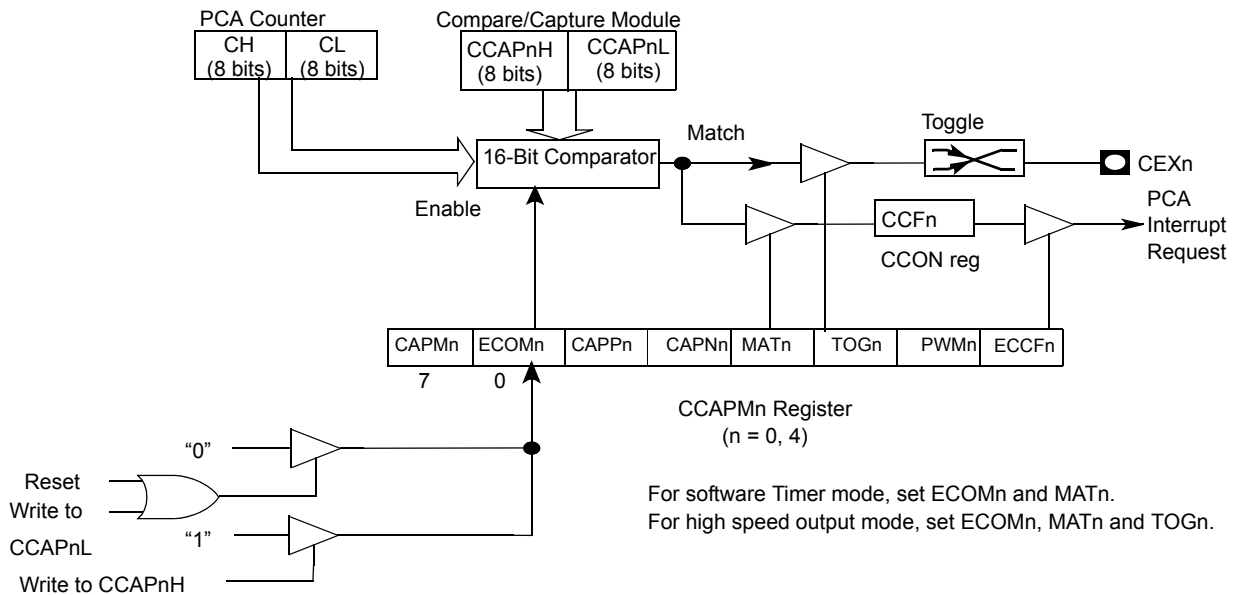 PCA Counter
CH
(8 bits)
CL
(8 bits)
Compare/Capture Module
CCAPnH
(8 bits)
CCAPnL
(8 bits)
16-Bit Comparator
Match
Toggle
CEXn
Enable
CCFn
CCON reg
PCA
Interrupt
Request
CAPMn
ECOMn
CAPPn
CAPNn
MATn
TOGn
PWMn
ECCFn
7
0
CCAPMn Register
(n = 0, 4)
“0”
Reset
Write to
CCAPnL
“1”
Write to CCAPnH
For software Timer mode, set ECOMn and MATn.
For high speed output mode, set ECOMn, MATn and TOGn.